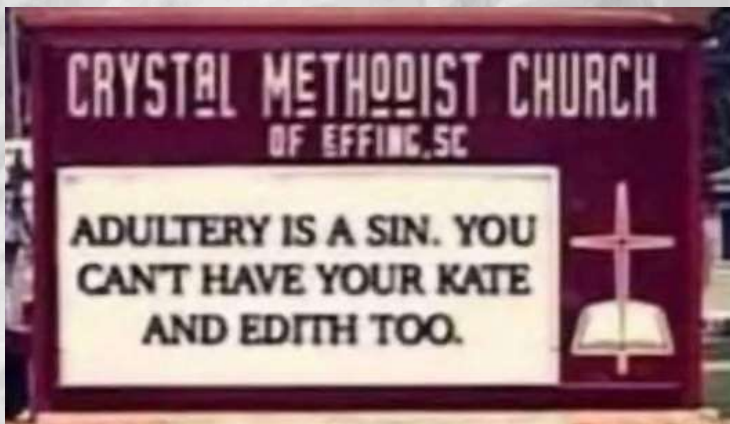 CRYSTAL METHODIST CHURCH
OF EFFING, SC
ADULTERY IS A SIN. YOU
CAN'T HAVE YOUR KATE
AND EDITH TOO.